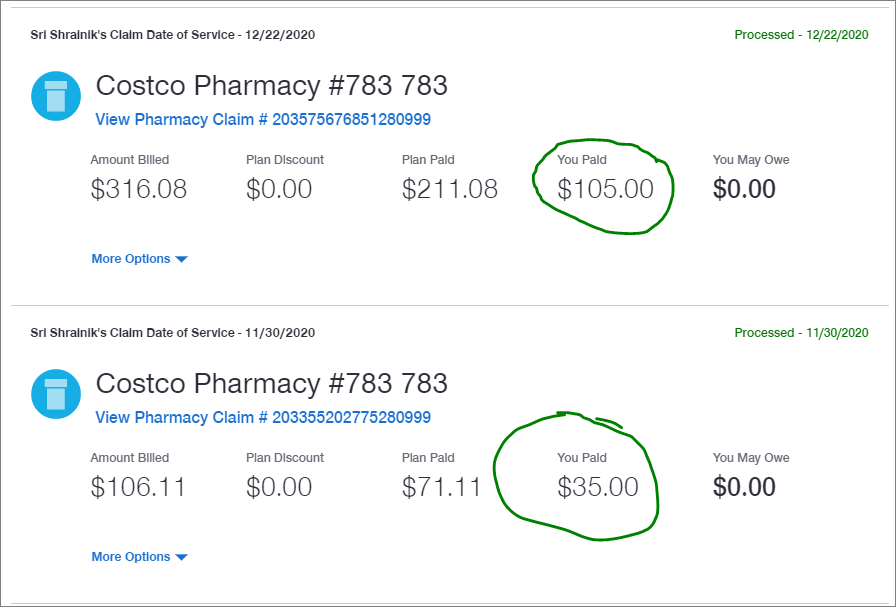 Sri Shrainik's Claim Date of Service - 12/22/2020 Processed - 12/22/2020
Costco Pharmacy #783 783
View Pharmacy Claim # 203575676851280999
Amount Billed Plan Discount Plan Paid You Paid You May Owe
$316.08 $0.00 $211.08 $105.00 $0.00
More Options
Sri Shrainik's Claim Date of Service - 11/30/2020 Processed - 11/30/2020
Costco Pharmacy #783 783
View Pharmacy Claim # 203355202775280999
Amount Billed Plan Discount Plan Paid You Paid You May Owe
$106.11 $0.00 $71.11 $35.00 $0.00
More Options